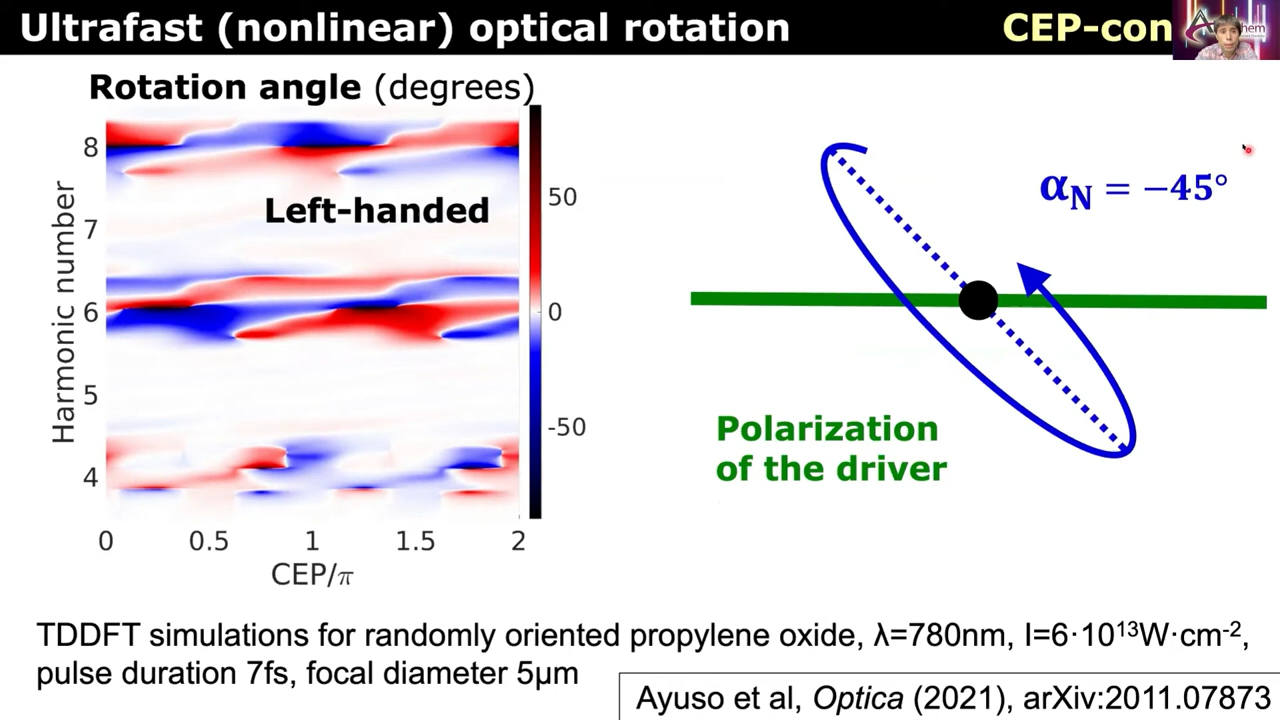 Ultrafast (nonlinear) optical rotation
CEP-con
hem
Rotation angle (degrees)
Harmonic number
8
7
6
5
4
Left-handed
50
0
-50
0
0.5
1
1.5
2
CEP/π
α_N = −45°
Polarization
of the driver
TDDFT simulations for randomly oriented propylene oxide, λ=780nm, I=6·10¹³W·cm⁻²,
pulse duration 7fs, focal diameter 5µm
Ayuso et al, Optica (2021), arXiv:2011.07873